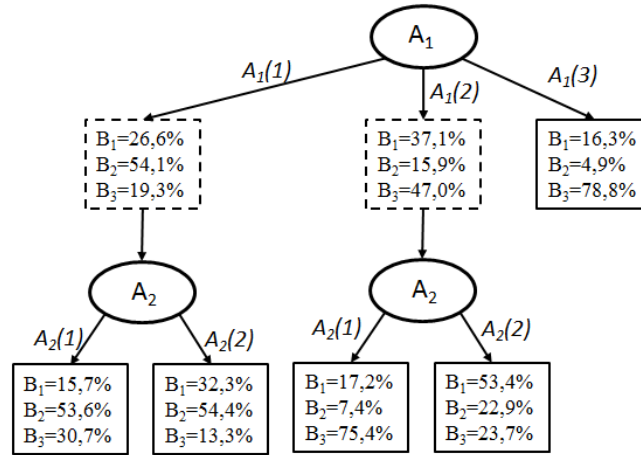 A₁
A₁(1) A₁(2) A₁(3)
B₁=26,6%
B₂=54,1%
B₃=19,3%
B₁=37,1%
B₂=15,9%
B₃=47,0%
B₁=16,3%
B₂=4,9%
B₃=78,8%
A₂
A₂
A₂(1) A₂(2)
A₂(1) A₂(2)
B₁=15,7%
B₂=53,6%
B₃=30,7%
B₁=32,3%
B₂=54,4%
B₃=13,3%
B₁=17,2%
B₂=7,4%
B₃=75,4%
B₁=53,4%
B₂=22,9%
B₃=23,7%